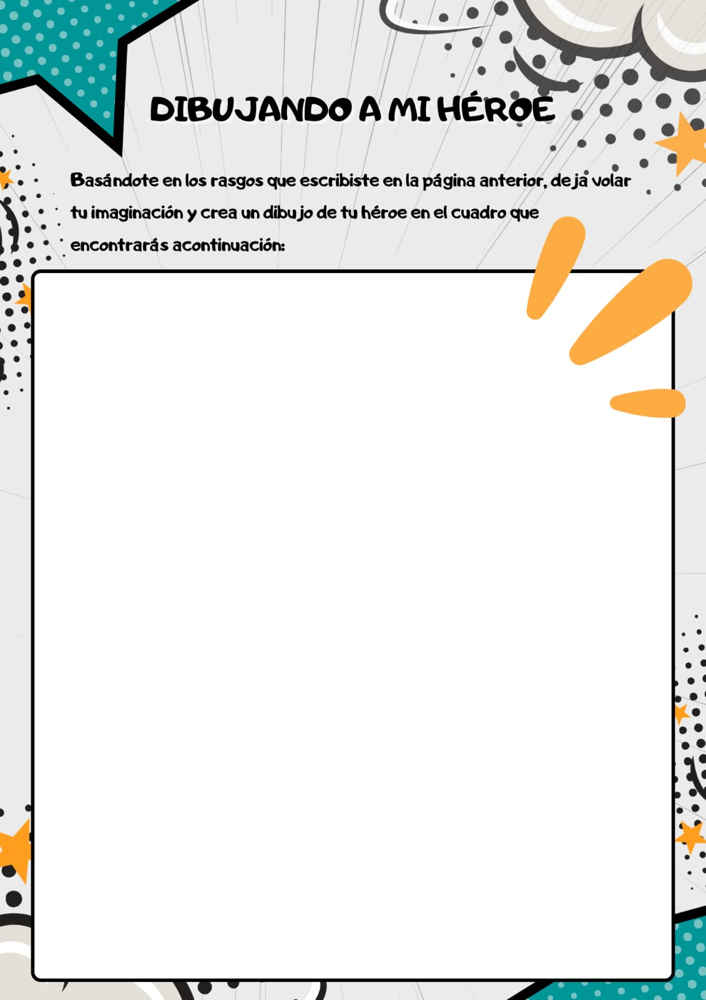 DIBUJANDO A MI HÉROE
Basándote en los rasgos que escribiste en la página anterior, deja volar
tu imaginación y crea un dibujo de tu héroe en el cuadro que
encontrarás acontinuación: